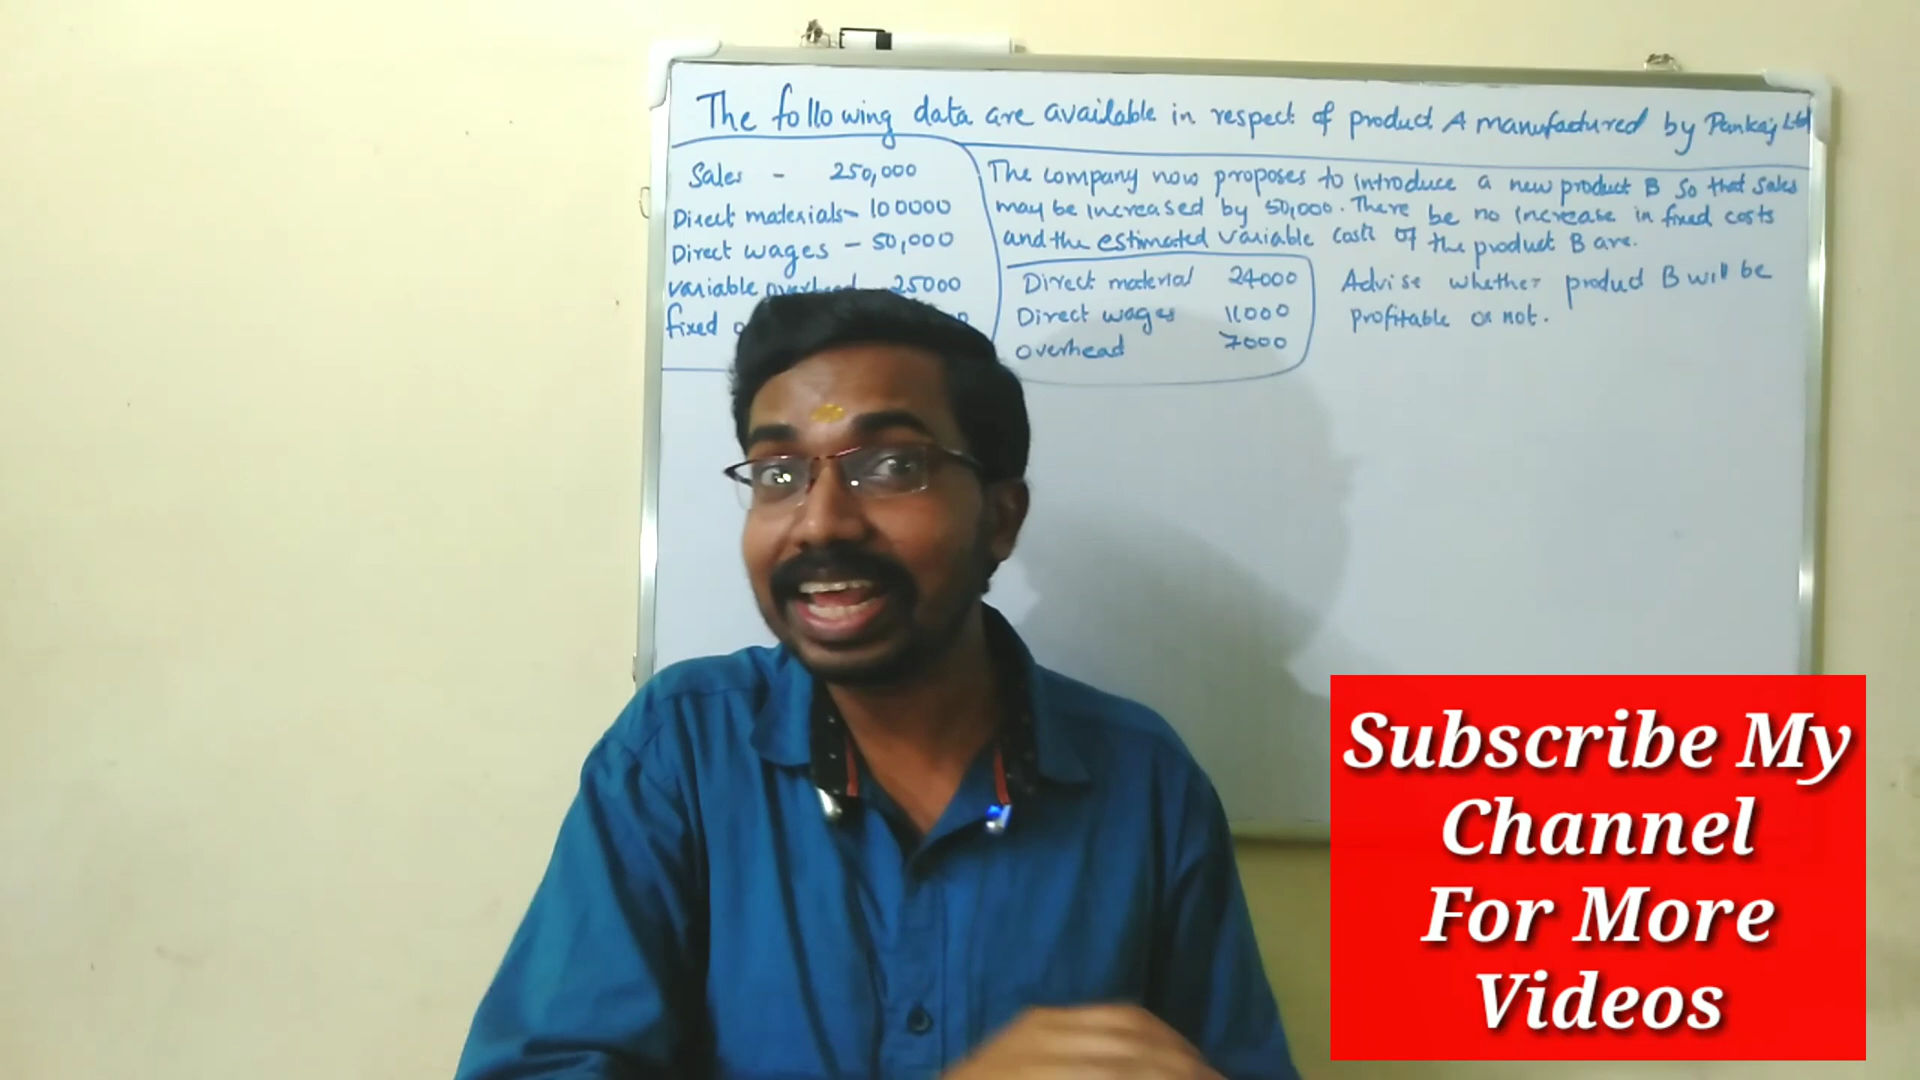 The following data are available in respect of product A manufactured by Pankaj Ltd
Sales - 250,000
Direct materials - 100000
Direct wages - 50,000
variable overhead 25000
fixed
The company now proposes to introduce a new product B so that sales
may be increased by 50,000. There be no increase in fixed costs
and the estimated variable costs of the product B are.
Direct material 24000
Direct wages 11000
overhead 7000
Advise whether product B will be
profitable or not.
Subscribe My
Channel
For More
Videos